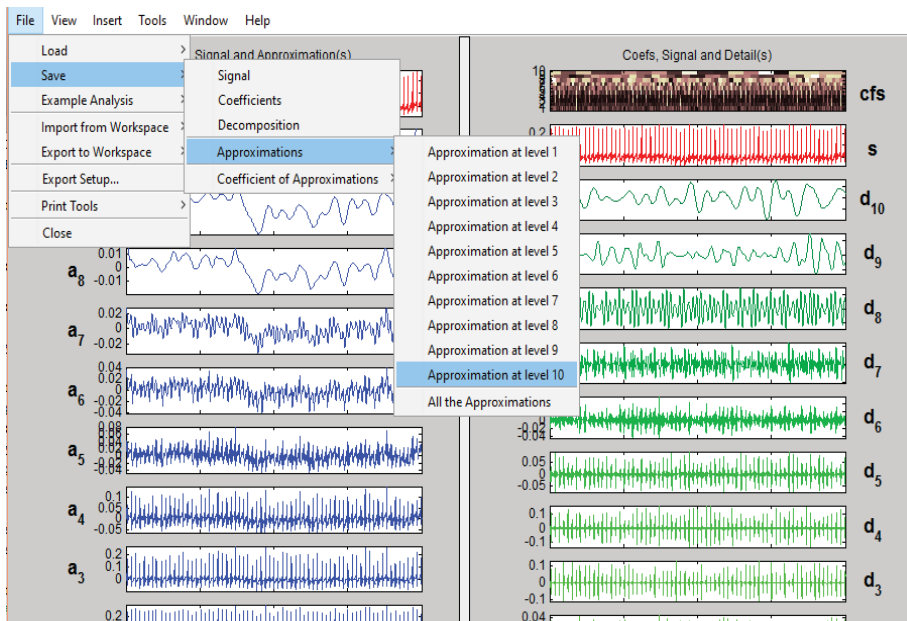 File View Insert Tools Window Help
Load
Save
Example Analysis
Import from Workspace
Export to Workspace
Export Setup...
Print Tools
Close
Signal
Coefficients
Decomposition
Approximations
Coefficient of Approximations
Approximation at level 1
Approximation at level 2
Approximation at level 3
Approximation at level 4
Approximation at level 5
Approximation at level 6
Approximation at level 7
Approximation at level 8
Approximation at level 9
Approximation at level 10
All the Approximations
Signal and Approximation(s)
a8 0.01 0 -0.01
a7 0.02 0 -0.02
a6 0.04 0.02 0 -0.02 -0.04
a5
a4 0.1 0.05 0 -0.05
a3 0.2 0.1 0
0.2
Coefs, Signal and Detail(s)
cfs
0.2 s
d10
d9
d8
d7
0 -0.02 -0.04 d6
0.05 0 -0.05 d5
0.1 0 -0.1 d4
0.1 0 -0.1 d3
0.04